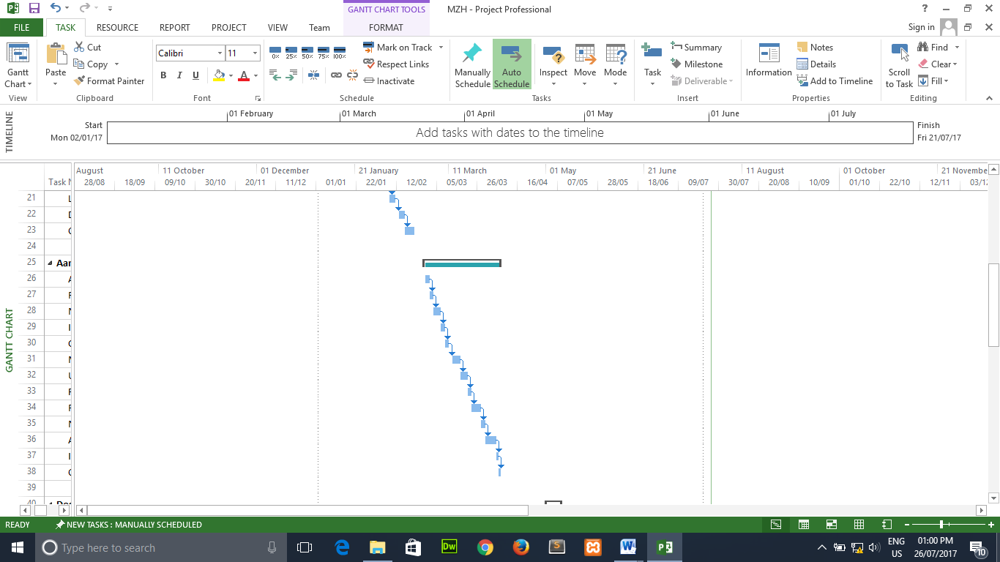 GANTT CHART TOOLS
MZH - Project Professional
FILE TASK RESOURCE REPORT PROJECT VIEW Team FORMAT
Sign in
Gantt Chart
View
Paste
Cut
Copy
Format Painter
Clipboard
Calibri 11
B I U A
Font
0% 25% 50% 75% 100%
Mark on Track
Respect Links
Inactivate
Schedule
Manually Schedule
Auto Schedule
Inspect
Move
Mode
Tasks
Task
Summary
Milestone
Deliverable
Insert
Information
Notes
Details
Add to Timeline
Properties
Scroll to Task
Find
Clear
Fill
Editing
TIMELINE
01 February 01 March 01 April 01 May 01 June 01 July
Start
Mon 02/01/17
Add tasks with dates to the timeline
Finish
Fri 21/07/17
GANTT CHART
August 11 October 01 December 21 January 11 March 01 May 21 June 11 August 01 October 21 November
Task N
28/08 18/09 09/10 30/10 20/11 11/12 01/01 22/01 12/02 05/03 26/03 16/04 07/05 28/05 18/06 09/07 30/07 20/08 10/09 01/10 22/10 12/11 03/12
21
22
23
24
25 Aar
26
27
28
29
30
31
32
33
34
35
36
37
38
39
40
READY NEW TASKS : MANUALLY SCHEDULED
Type here to search
Dw
ENG
US
01:00 PM
26/07/2017
10